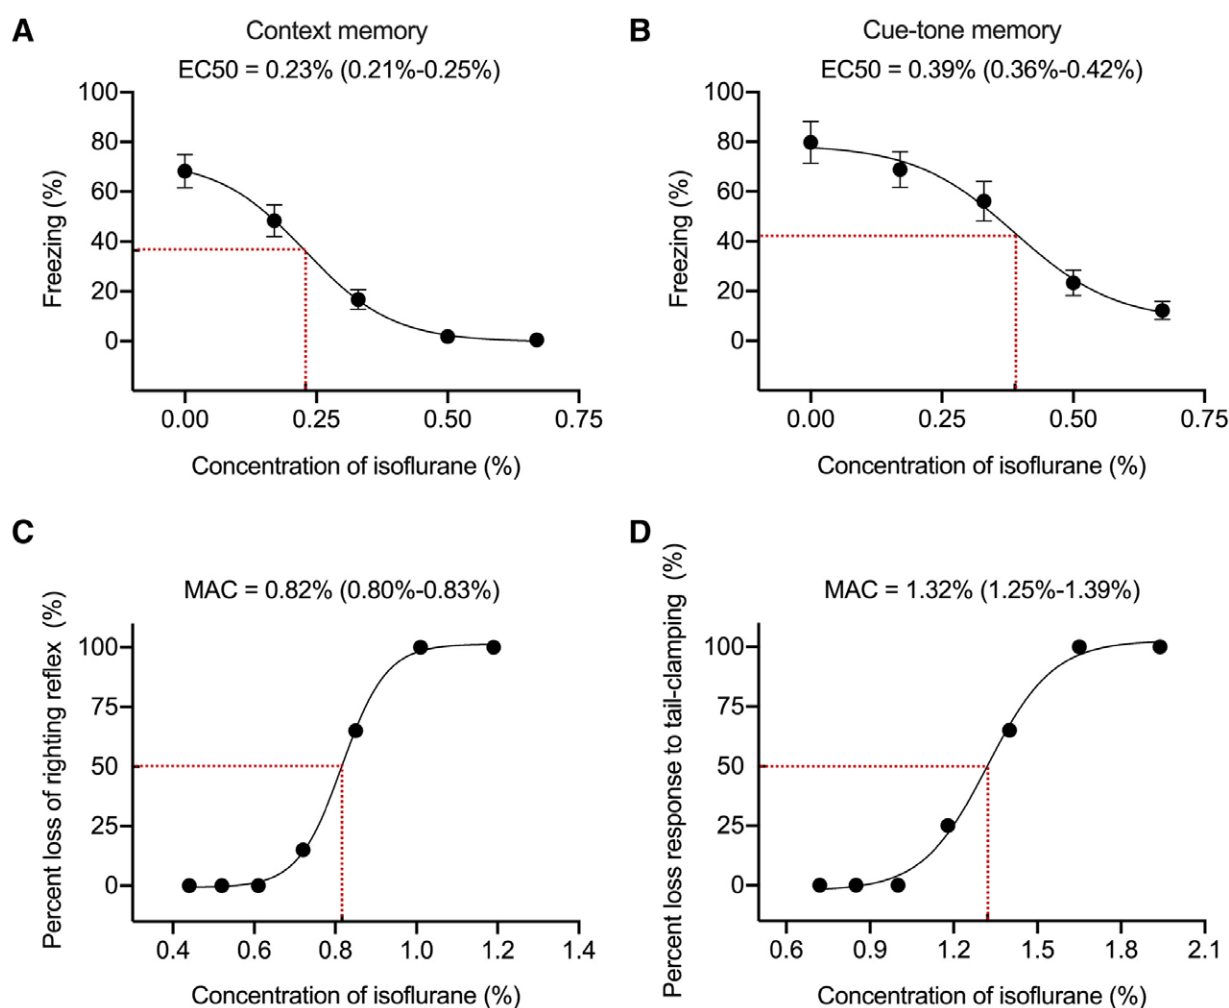 A
Context memory
EC50 = 0.23% (0.21%-0.25%)
100
80
60
40
20
0
Freezing (%)
0.00
0.25
0.50
0.75
Concentration of isoflurane (%)
B
Cue-tone memory
EC50 = 0.39% (0.36%-0.42%)
100
80
60
40
20
0
Freezing (%)
0.00
0.25
0.50
0.75
Concentration of isoflurane (%)
C
MAC = 0.82% (0.80%-0.83%)
100
75
50
25
0
Percent loss of righting reflex (%)
0.4
0.6
0.8
1.0
1.2
1.4
Concentration of isoflurane (%)
D
MAC = 1.32% (1.25%-1.39%)
100
75
50
25
0
Percent loss response to tail-clamping (%)
0.6
0.9
1.2
1.5
1.8
2.1
Concentration of isoflurane (%)